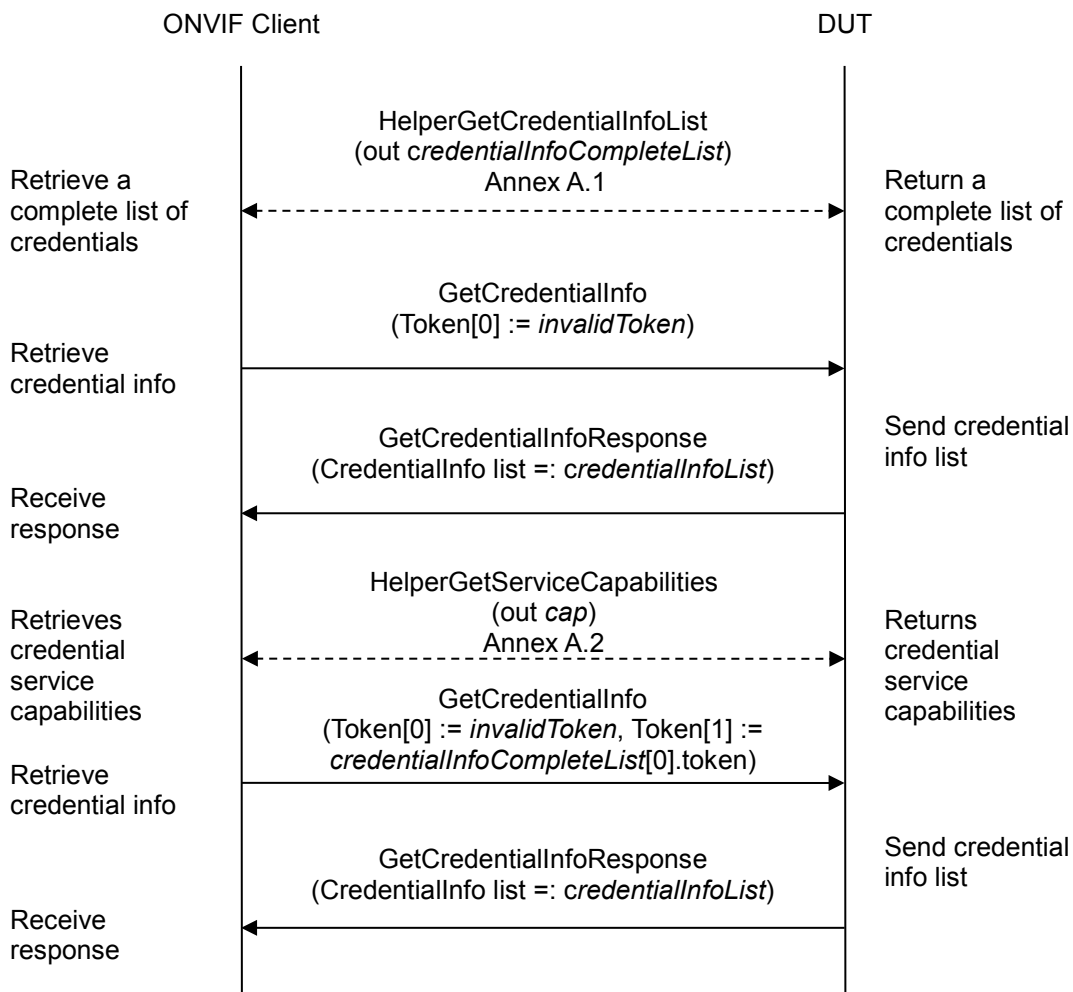 ONVIF Client
DUT
HelperGetCredentialInfoList
(out credentialInfoCompleteList)
Annex A.1
Retrieve a
complete list of
credentials
Return a
complete list of
credentials
GetCredentialInfo
(Token[0] := invalidToken)
Retrieve
credential info
GetCredentialInfoResponse
(CredentialInfo list =: credentialInfoList)
Send credential
info list
Receive
response
HelperGetServiceCapabilities
(out cap)
Annex A.2
Retrieves
credential
service
capabilities
Returns
credential
service
capabilities
GetCredentialInfo
(Token[0] := invalidToken, Token[1] :=
credentialInfoCompleteList[0].token)
Retrieve
credential info
GetCredentialInfoResponse
(CredentialInfo list =: credentialInfoList)
Send credential
info list
Receive
response